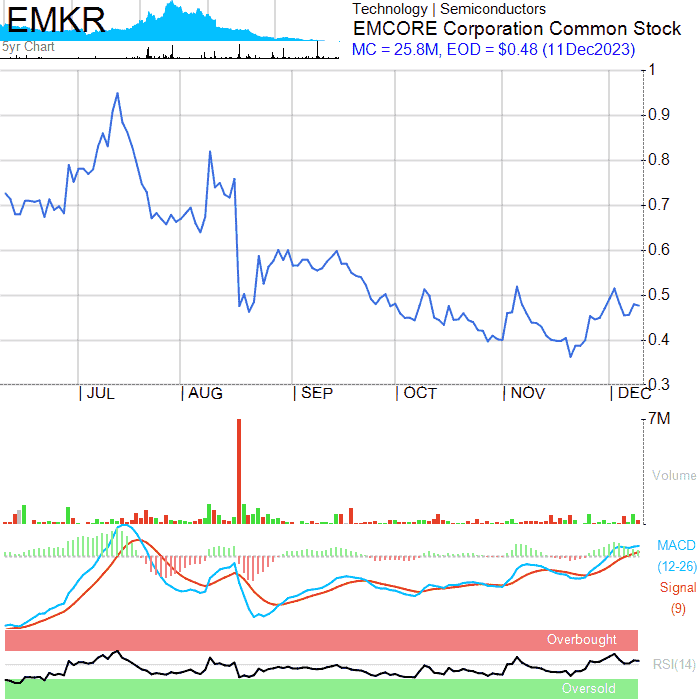 EMKR
5yr Chart
Technology | Semiconductors
EMCORE Corporation Common Stock
MC = 25.8M, EOD = $0.48 (11Dec2023)
1
0.9
0.8
0.7
0.6
0.5
0.4
0.3
JUL AUG SEP OCT NOV DEC
7M
Volume
MACD
(12-26)
Signal
(9)
Overbought
RSI(14)
Oversold